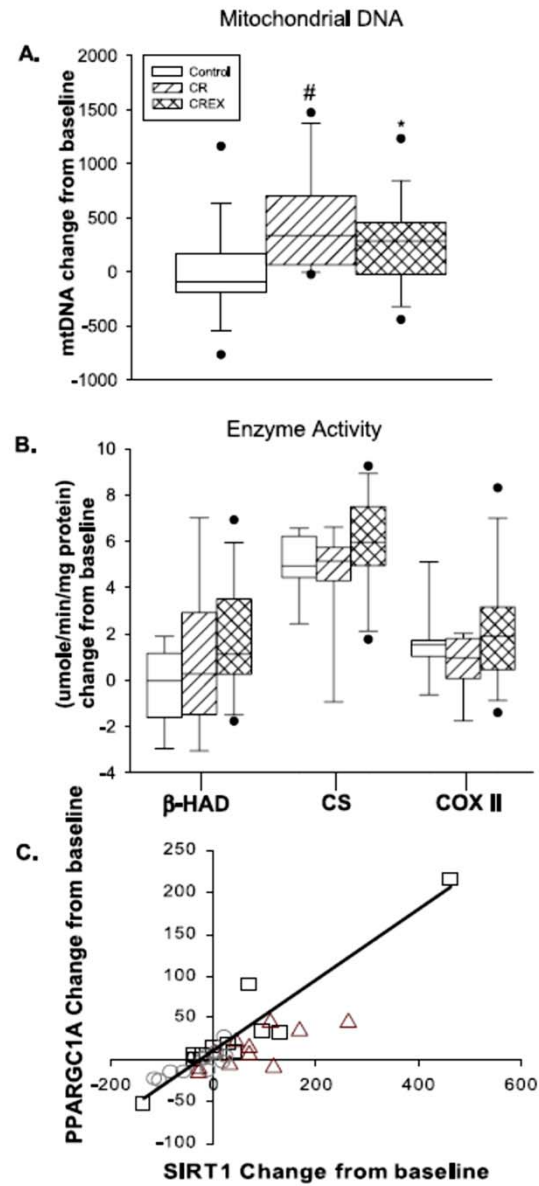 Mitochondrial DNA
A.
mtDNA change from baseline
2000
1500
1000
500
0
-500
-1000
Control
CR
CREX
#
*
Enzyme Activity
B.
(umole/min/mg protein)
change from baseline
10
8
6
4
2
0
-2
-4
β-HAD CS COX II
C.
PPARGC1A Change from baseline
250
200
150
100
50
-50
-100
-200 0 200 400 600
SIRT1 Change from baseline